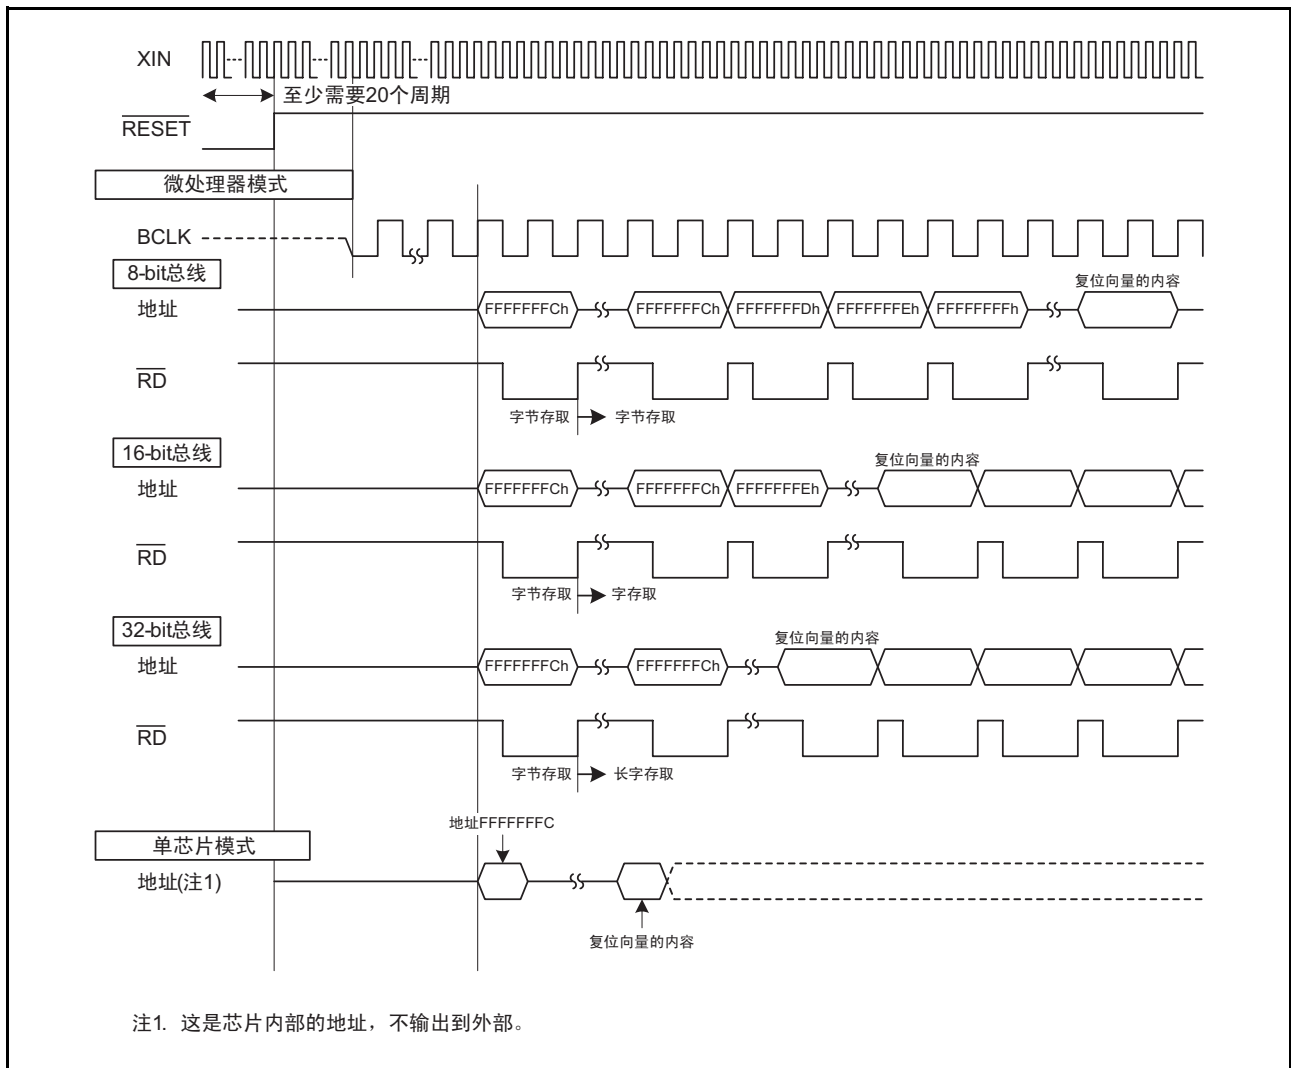 XIN
至少需要20个周期
RESET
微处理器模式
BCLK
8-bit总线
复位向量的内容
地址 FFFFFFFCh FFFFFFFCh FFFFFFFDh FFFFFFFEh FFFFFFFFh
RD
字节存取 字节存取
16-bit总线
复位向量的内容
地址 FFFFFFFCh FFFFFFFCh FFFFFFFEh
RD
字节存取 字存取
32-bit总线
复位向量的内容
地址 FFFFFFFCh FFFFFFFCh
RD
字节存取 长字存取
地址FFFFFFFC
单芯片模式
地址(注1)
复位向量的内容
注1. 这是芯片内部的地址，不输出到外部。